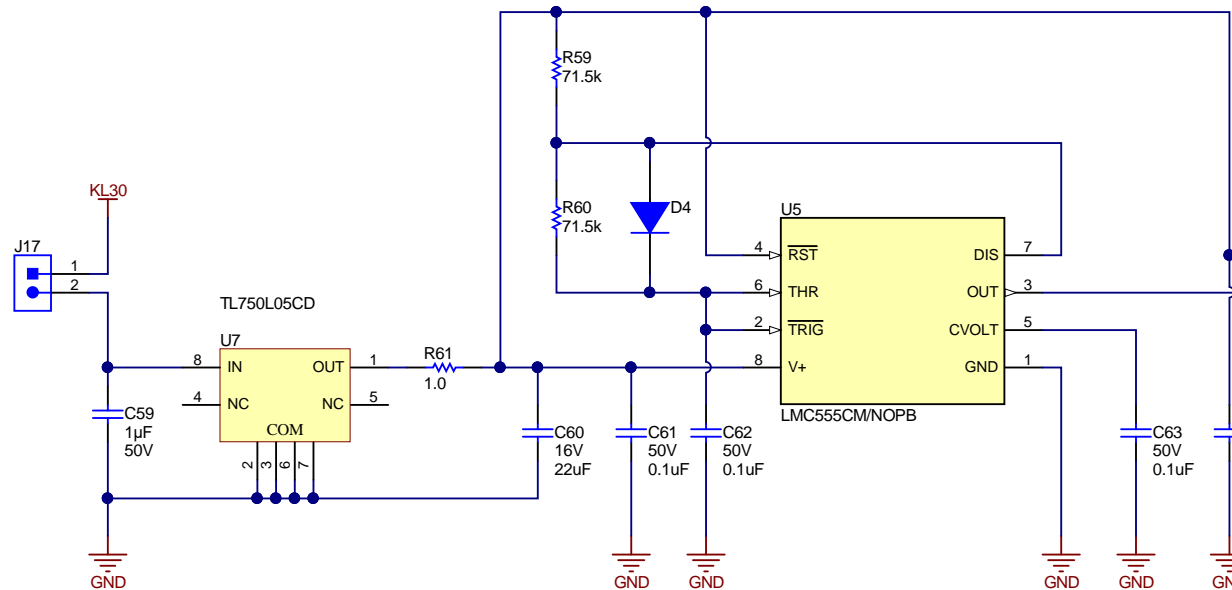 R59
71.5k
KL30
R60
71.5k
D4
U5
J17
1
2
4
RST
DIS
7
6
THR
OUT
3
TL750L05CD
2
TRIG
CVOLT
5
U7
8
IN
OUT
1
R61
1.0
8
V+
GND
1
4
NC
NC
5
LMC555CM/NOPB
C59
1µF
50V
COM
2
3
6
7
C60
16V
22uF
C61
50V
0.1uF
C62
50V
0.1uF
C63
50V
0.1uF
GND
GND
GND
GND
GND